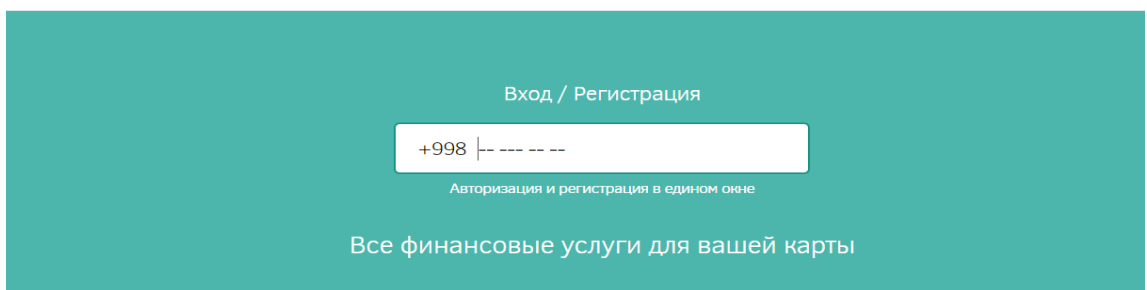 Вход / Регистрация
+998 -- --- -- --
Авторизация и регистрация в едином окне
Все финансовые услуги для вашей карты